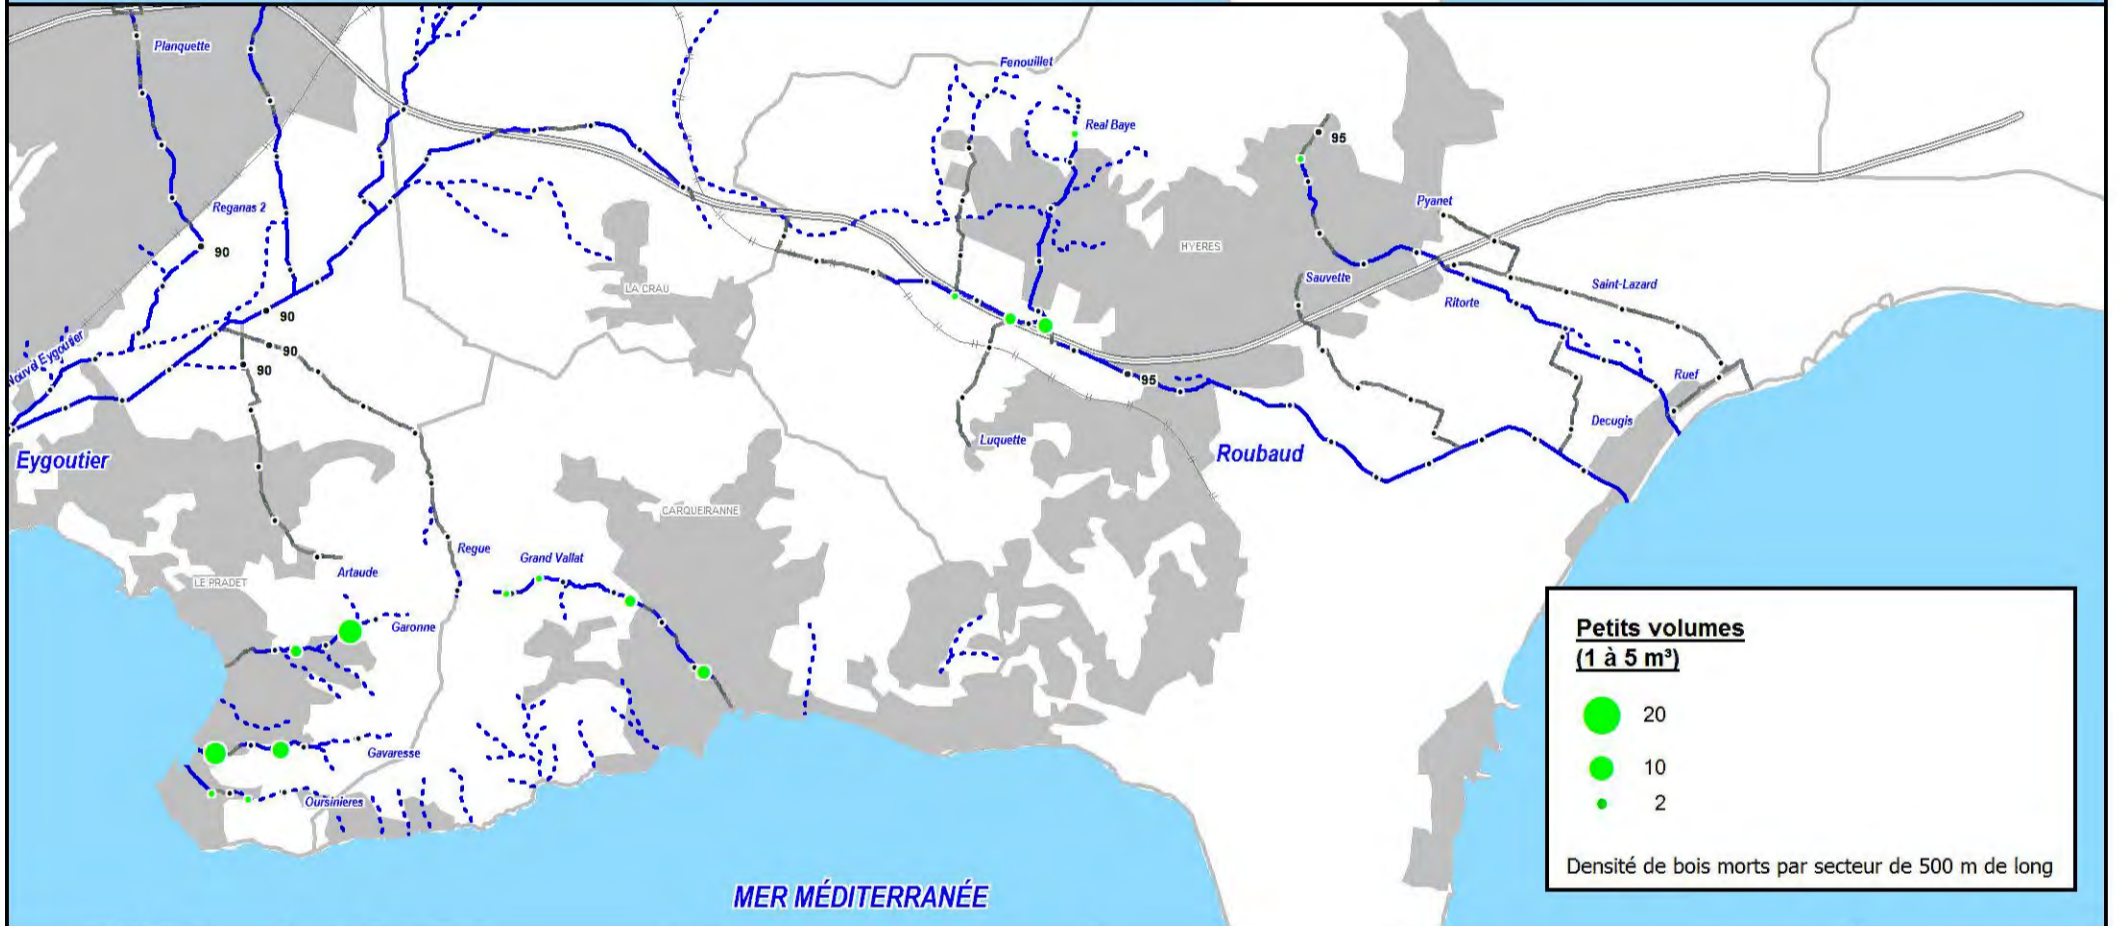 Planquette
Fenouillet
Real Baye
95
Reganas 2
Pyanet
90
HYERES
Sauvette
LA CRAU
Saint-Lazard
Ritorte
90
Nouvel Eygoutier
90
90
95
Ruef
Decugis
Luquette
Roubaud
Eygoutier
CARQUEIRANNE
Regue
Grand Vallat
Artaude
LE PRADET
Garonne
Gavaresse
Oursinieres
MER MÉDITERRANÉE
Petits volumes
(1 à 5 m³)
20
10
2
Densité de bois morts par secteur de 500 m de long